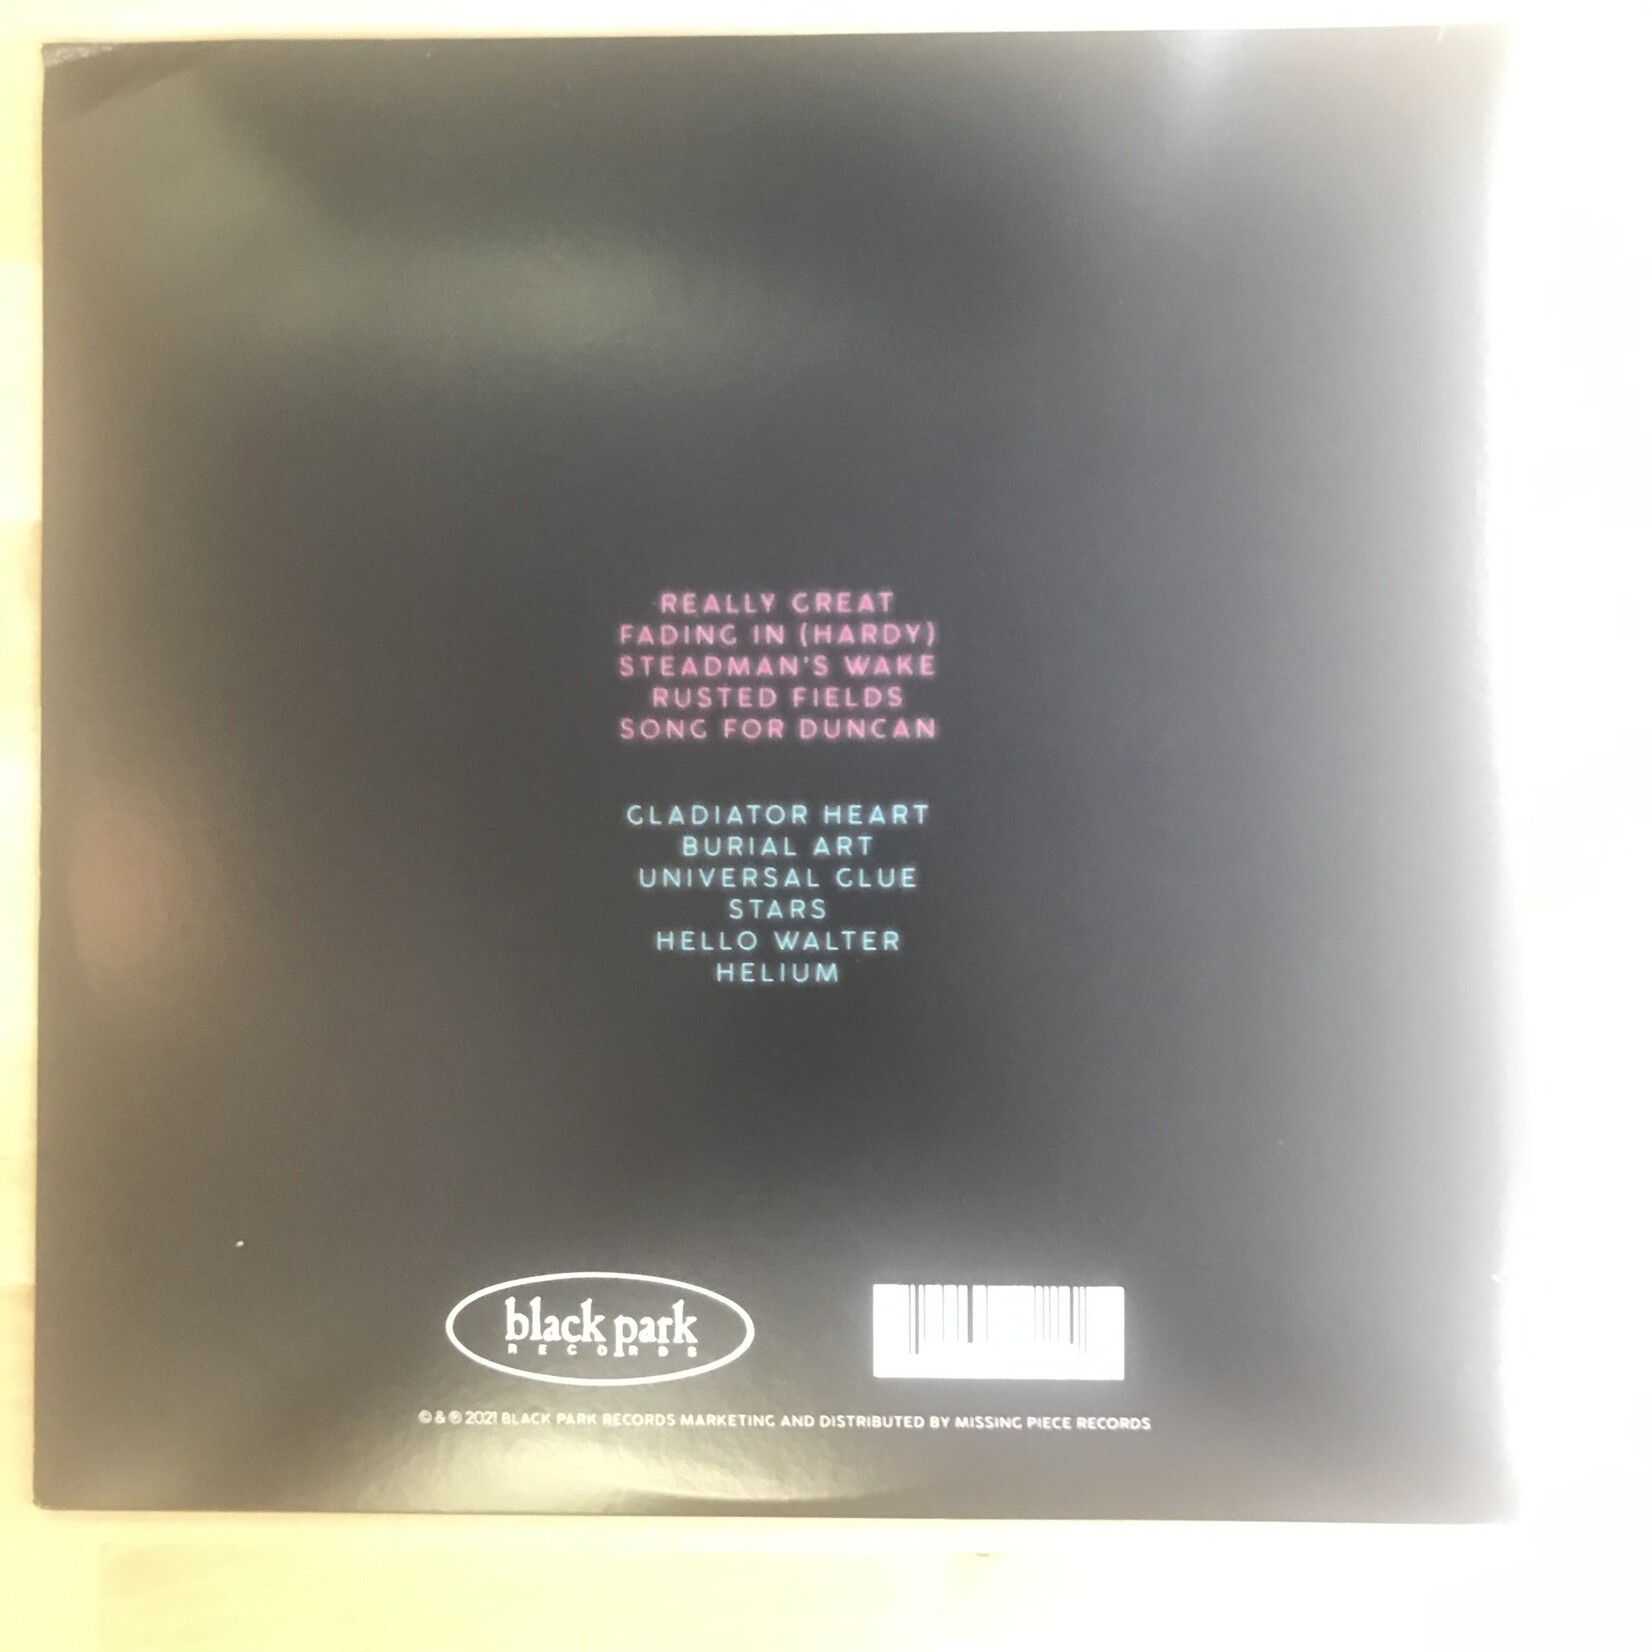 REALLY GREAT
FADING IN (HARDY)
STEADMAN'S WAKE
RUSTED FIELDS
SONG FOR DUNCAN
GLADIATOR HEART
BURIAL ART
UNIVERSAL GLUE
STARS
HELLO WALTER
HELIUM
black park
RECORDS
© & ℗ 2021 BLACK PARK RECORDS MARKETING AND DISTRIBUTED BY MISSING PIECE RECORDS